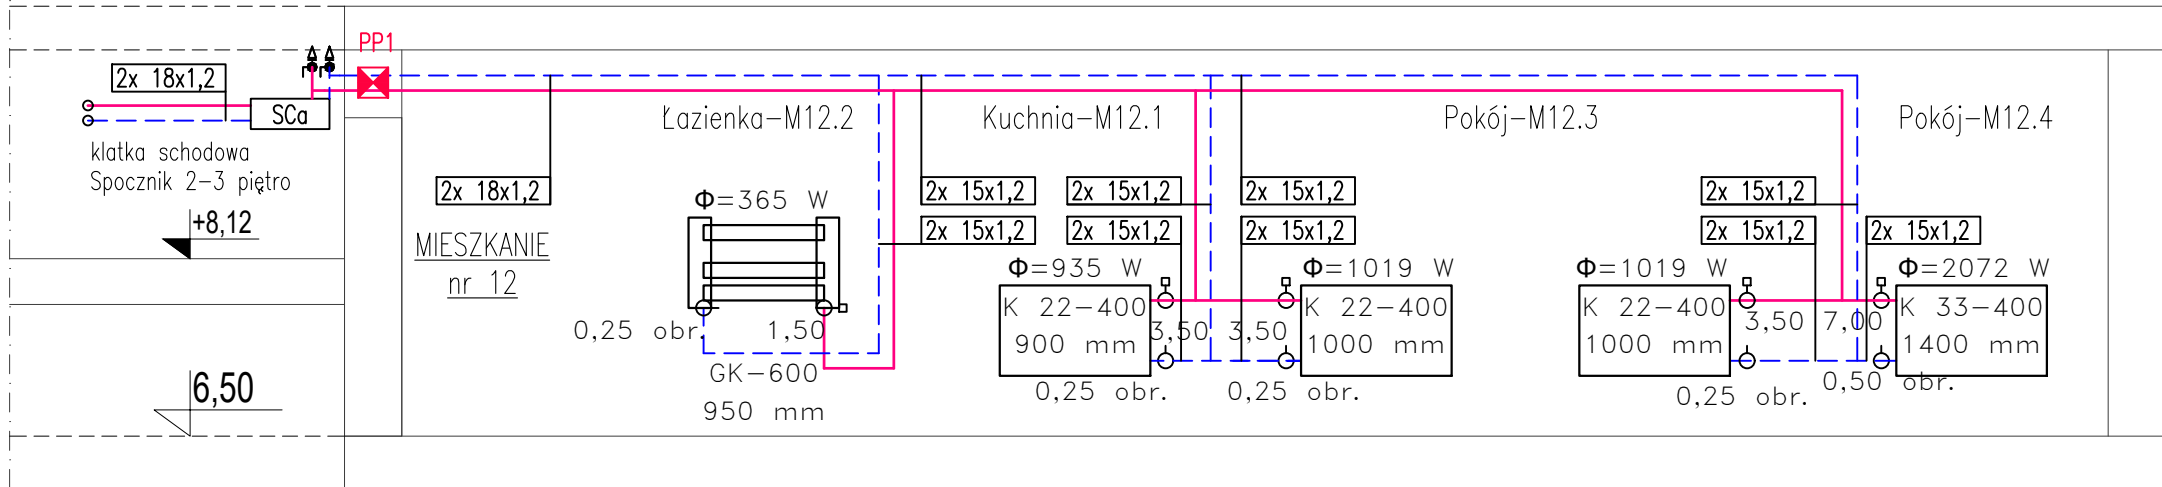 PP1
2x 18x1,2
SCa
klatka schodowa
Spocznik 2-3 piętro
+8,12
6,50
MIESZKANIE
nr 12
2x 18x1,2
Łazienka-M12.2
Φ=365 W
0,25 obr.
1,50
GK-600
950 mm
Kuchnia-M12.1
2x 15x1,2
2x 15x1,2
2x 15x1,2
2x 15x1,2
2x 15x1,2
2x 15x1,2
Φ=935 W
K 22-400
900 mm
3,50
0,25 obr.
Φ=1019 W
K 22-400
1000 mm
3,50
0,25 obr.
Pokój-M12.3
2x 15x1,2
2x 15x1,2
2x 15x1,2
Φ=1019 W
K 22-400
1000 mm
3,50
0,25 obr.
Pokój-M12.4
Φ=2072 W
K 33-400
1400 mm
7,00
0,50 obr.